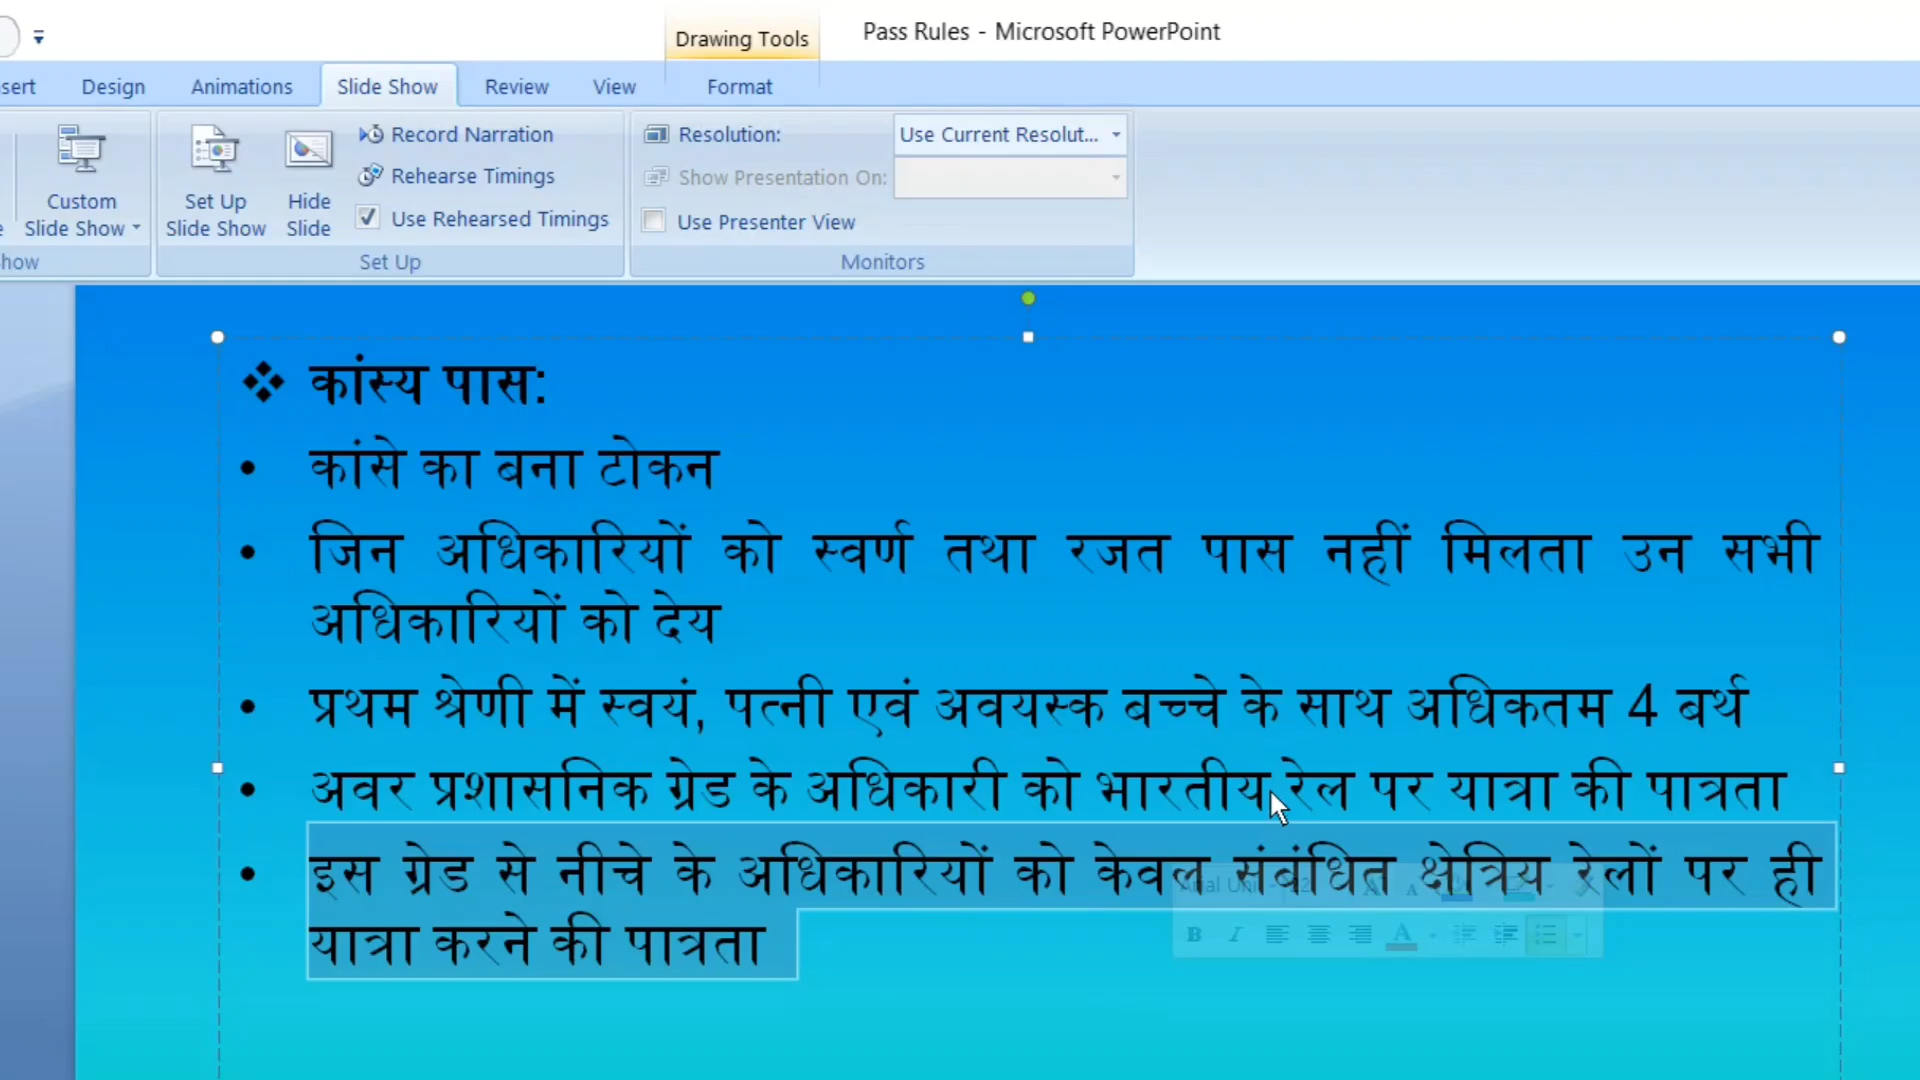 Drawing Tools
Pass Rules - Microsoft PowerPoint
sert Design Animations Slide Show Review View Format
Record Narration
Resolution: Use Current Resolut...
Rehearse Timings
Show Presentation On:
Custom Slide Show
Set Up Slide Show
Hide Slide
Use Rehearsed Timings
Use Presenter View
how
Set Up
Monitors
❖ कांस्य पास:
• कांसे का बना टोकन
• जिन अधिकारियों को स्वर्ण तथा रजत पास नहीं मिलता उन सभी
अधिकारियों को देय
• प्रथम श्रेणी में स्वयं, पत्नी एवं अवयस्क बच्चे के साथ अधिकतम 4 बर्थ
• अवर प्रशासनिक ग्रेड के अधिकारी को भारतीय रेल पर यात्रा की पात्रता
• इस ग्रेड से नीचे के अधिकारियों को केवल संबंधित क्षेत्रिय रेलों पर ही
यात्रा करने की पात्रता